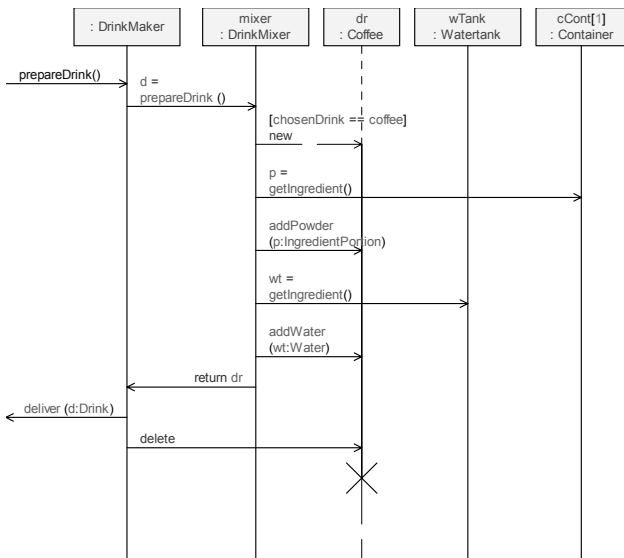 : DrinkMaker
mixer
: DrinkMixer
dr
: Coffee
wTank
: Watertank
cCont[1]
: Container
prepareDrink()
d =
prepareDrink ()
[chosenDrink == coffee]
new
p =
getIngredient()
addPowder
(p:IngredientPortion)
wt =
getIngredient()
addWater
(wt:Water)
return dr
deliver (d:Drink)
delete